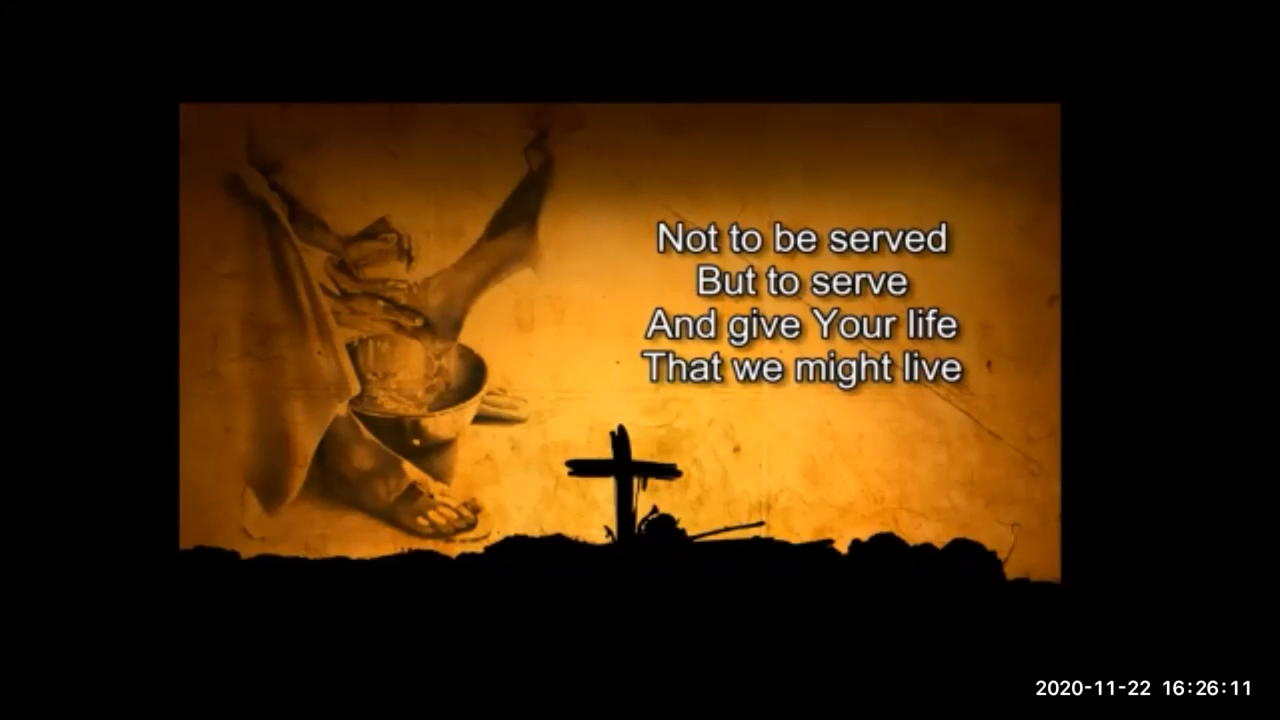 Not to be served
But to serve
And give Your life
That we might live
2020-11-22 16:26:11